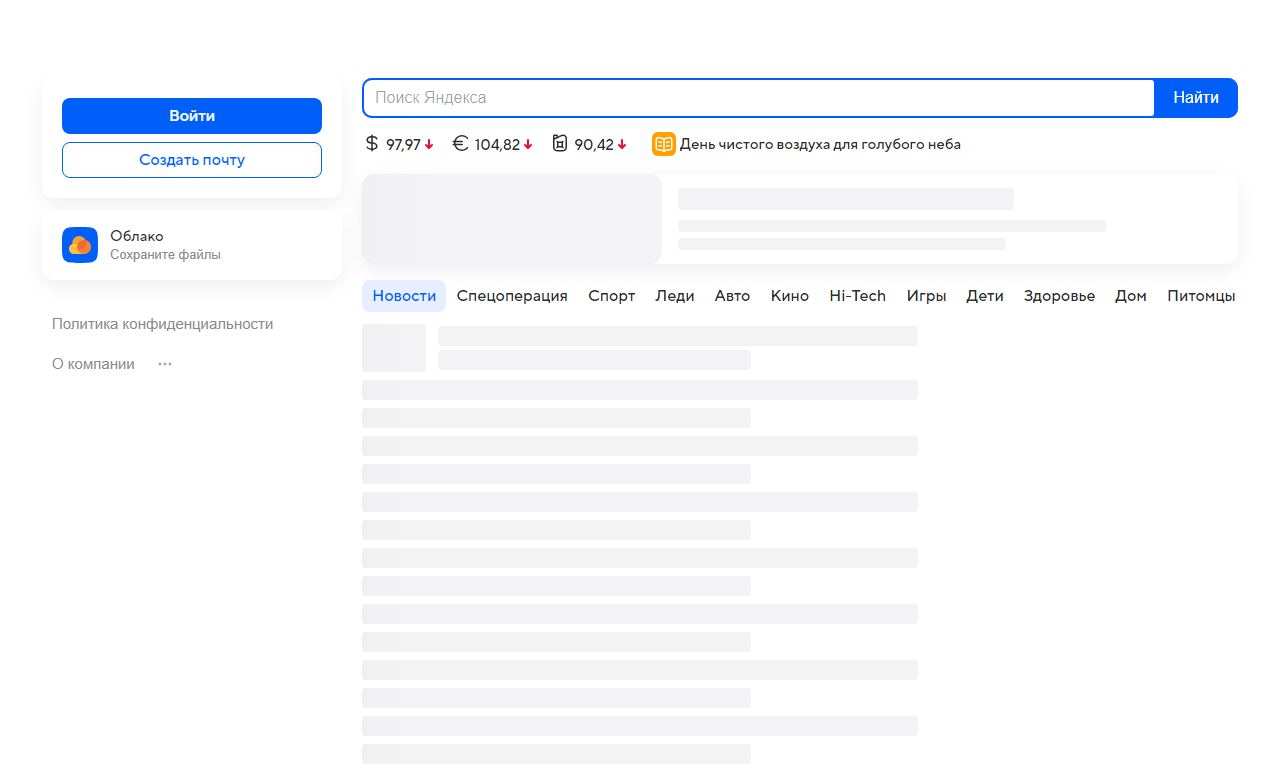 Поиск Яндекса
Найти
Войти
Создать почту
$ 97,97 € 104,82 90,42 День чистого воздуха для голубого неба
Облако
Сохраните файлы
Новости Спецоперация Спорт Леди Авто Кино Hi-Tech Игры Дети Здоровье Дом Питомцы
Политика конфиденциальности
О компании ···